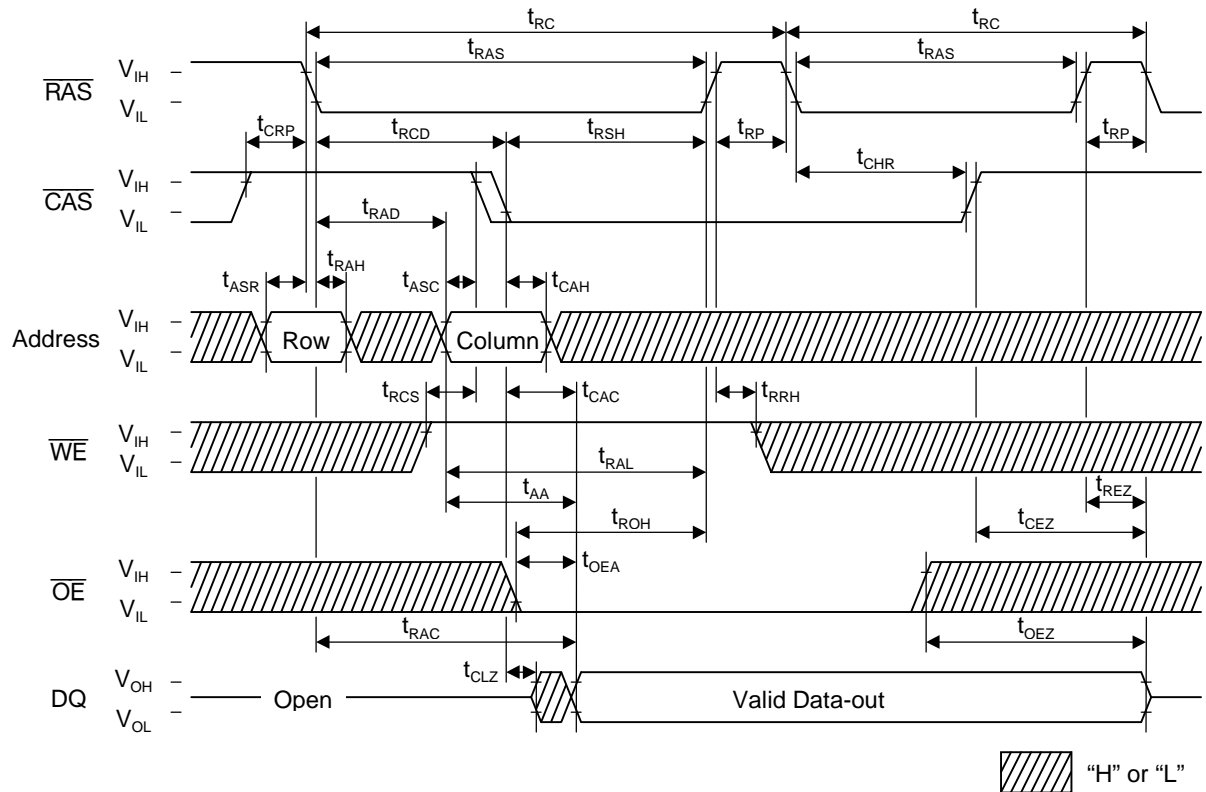 tRC tRC
tRAS tRAS
RAS VIH
VIL
tCRP tRCD tRSH tRP tRP
tCHR
CAS VIH
VIL
tRAD
tASR tRAH tASC tCAH
Address VIH
VIL
Row Column
tRCS tCAC tRRH
WE VIH
VIL
tRAL
tAA tREZ
tROH tCEZ
tOEA
OE VIH
VIL
tRAC tOEZ
tCLZ
DQ VOH
VOL
Open Valid Data-out
“H” or “L”